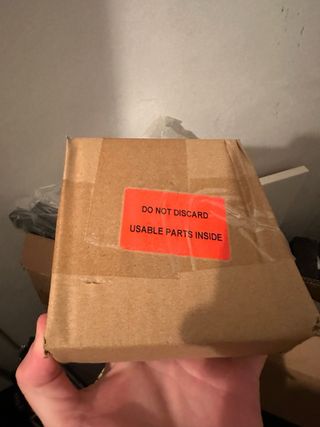 DO NOT DISCARD
USABLE PARTS INSIDE